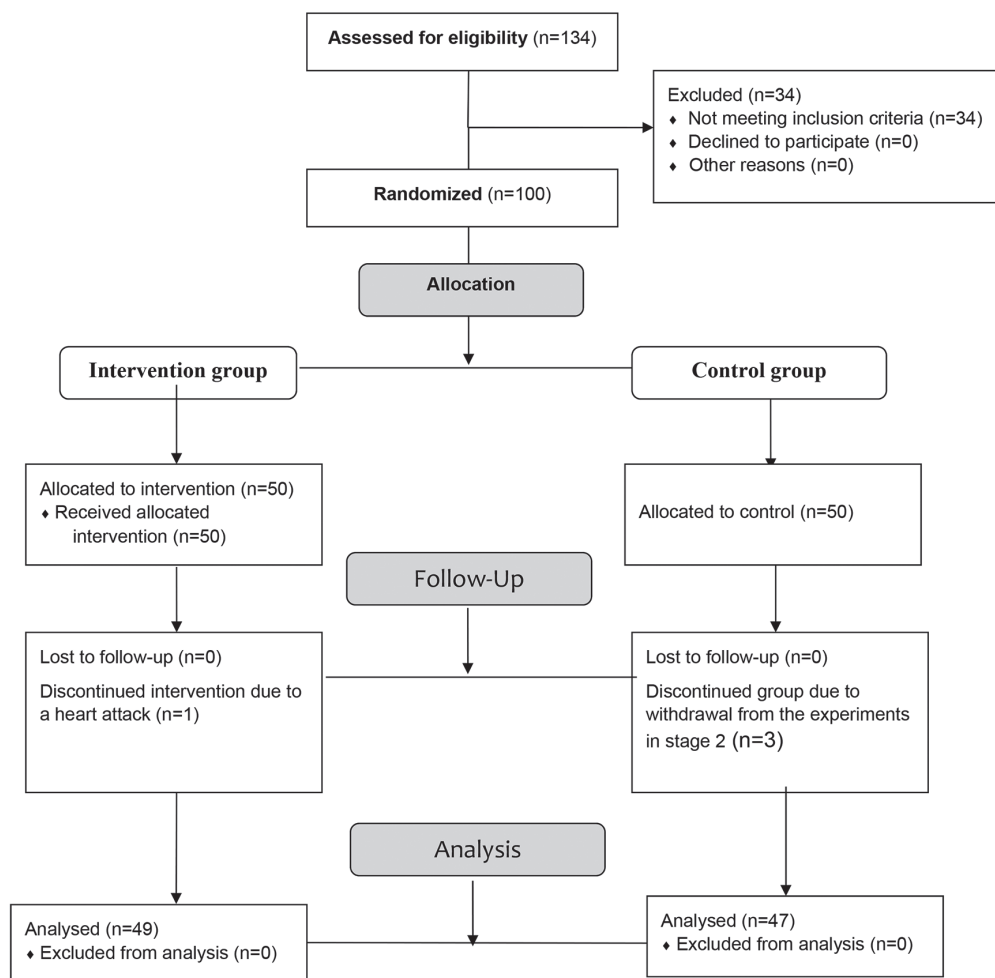 Assessed for eligibility (n=134)
Excluded (n=34)
♦ Not meeting inclusion criteria (n=34)
♦ Declined to participate (n=0)
♦ Other reasons (n=0)
Randomized (n=100)
Allocation
Intervention group
Control group
Allocated to intervention (n=50)
♦ Received allocated
intervention (n=50)
Allocated to control (n=50)
Follow-Up
Lost to follow-up (n=0)
Discontinued intervention due to
a heart attack (n=1)
Lost to follow-up (n=0)
Discontinued group due to
withdrawal from the experiments
in stage 2 (n=3)
Analysis
Analysed (n=49)
♦ Excluded from analysis (n=0)
Analysed (n=47)
♦ Excluded from analysis (n=0)